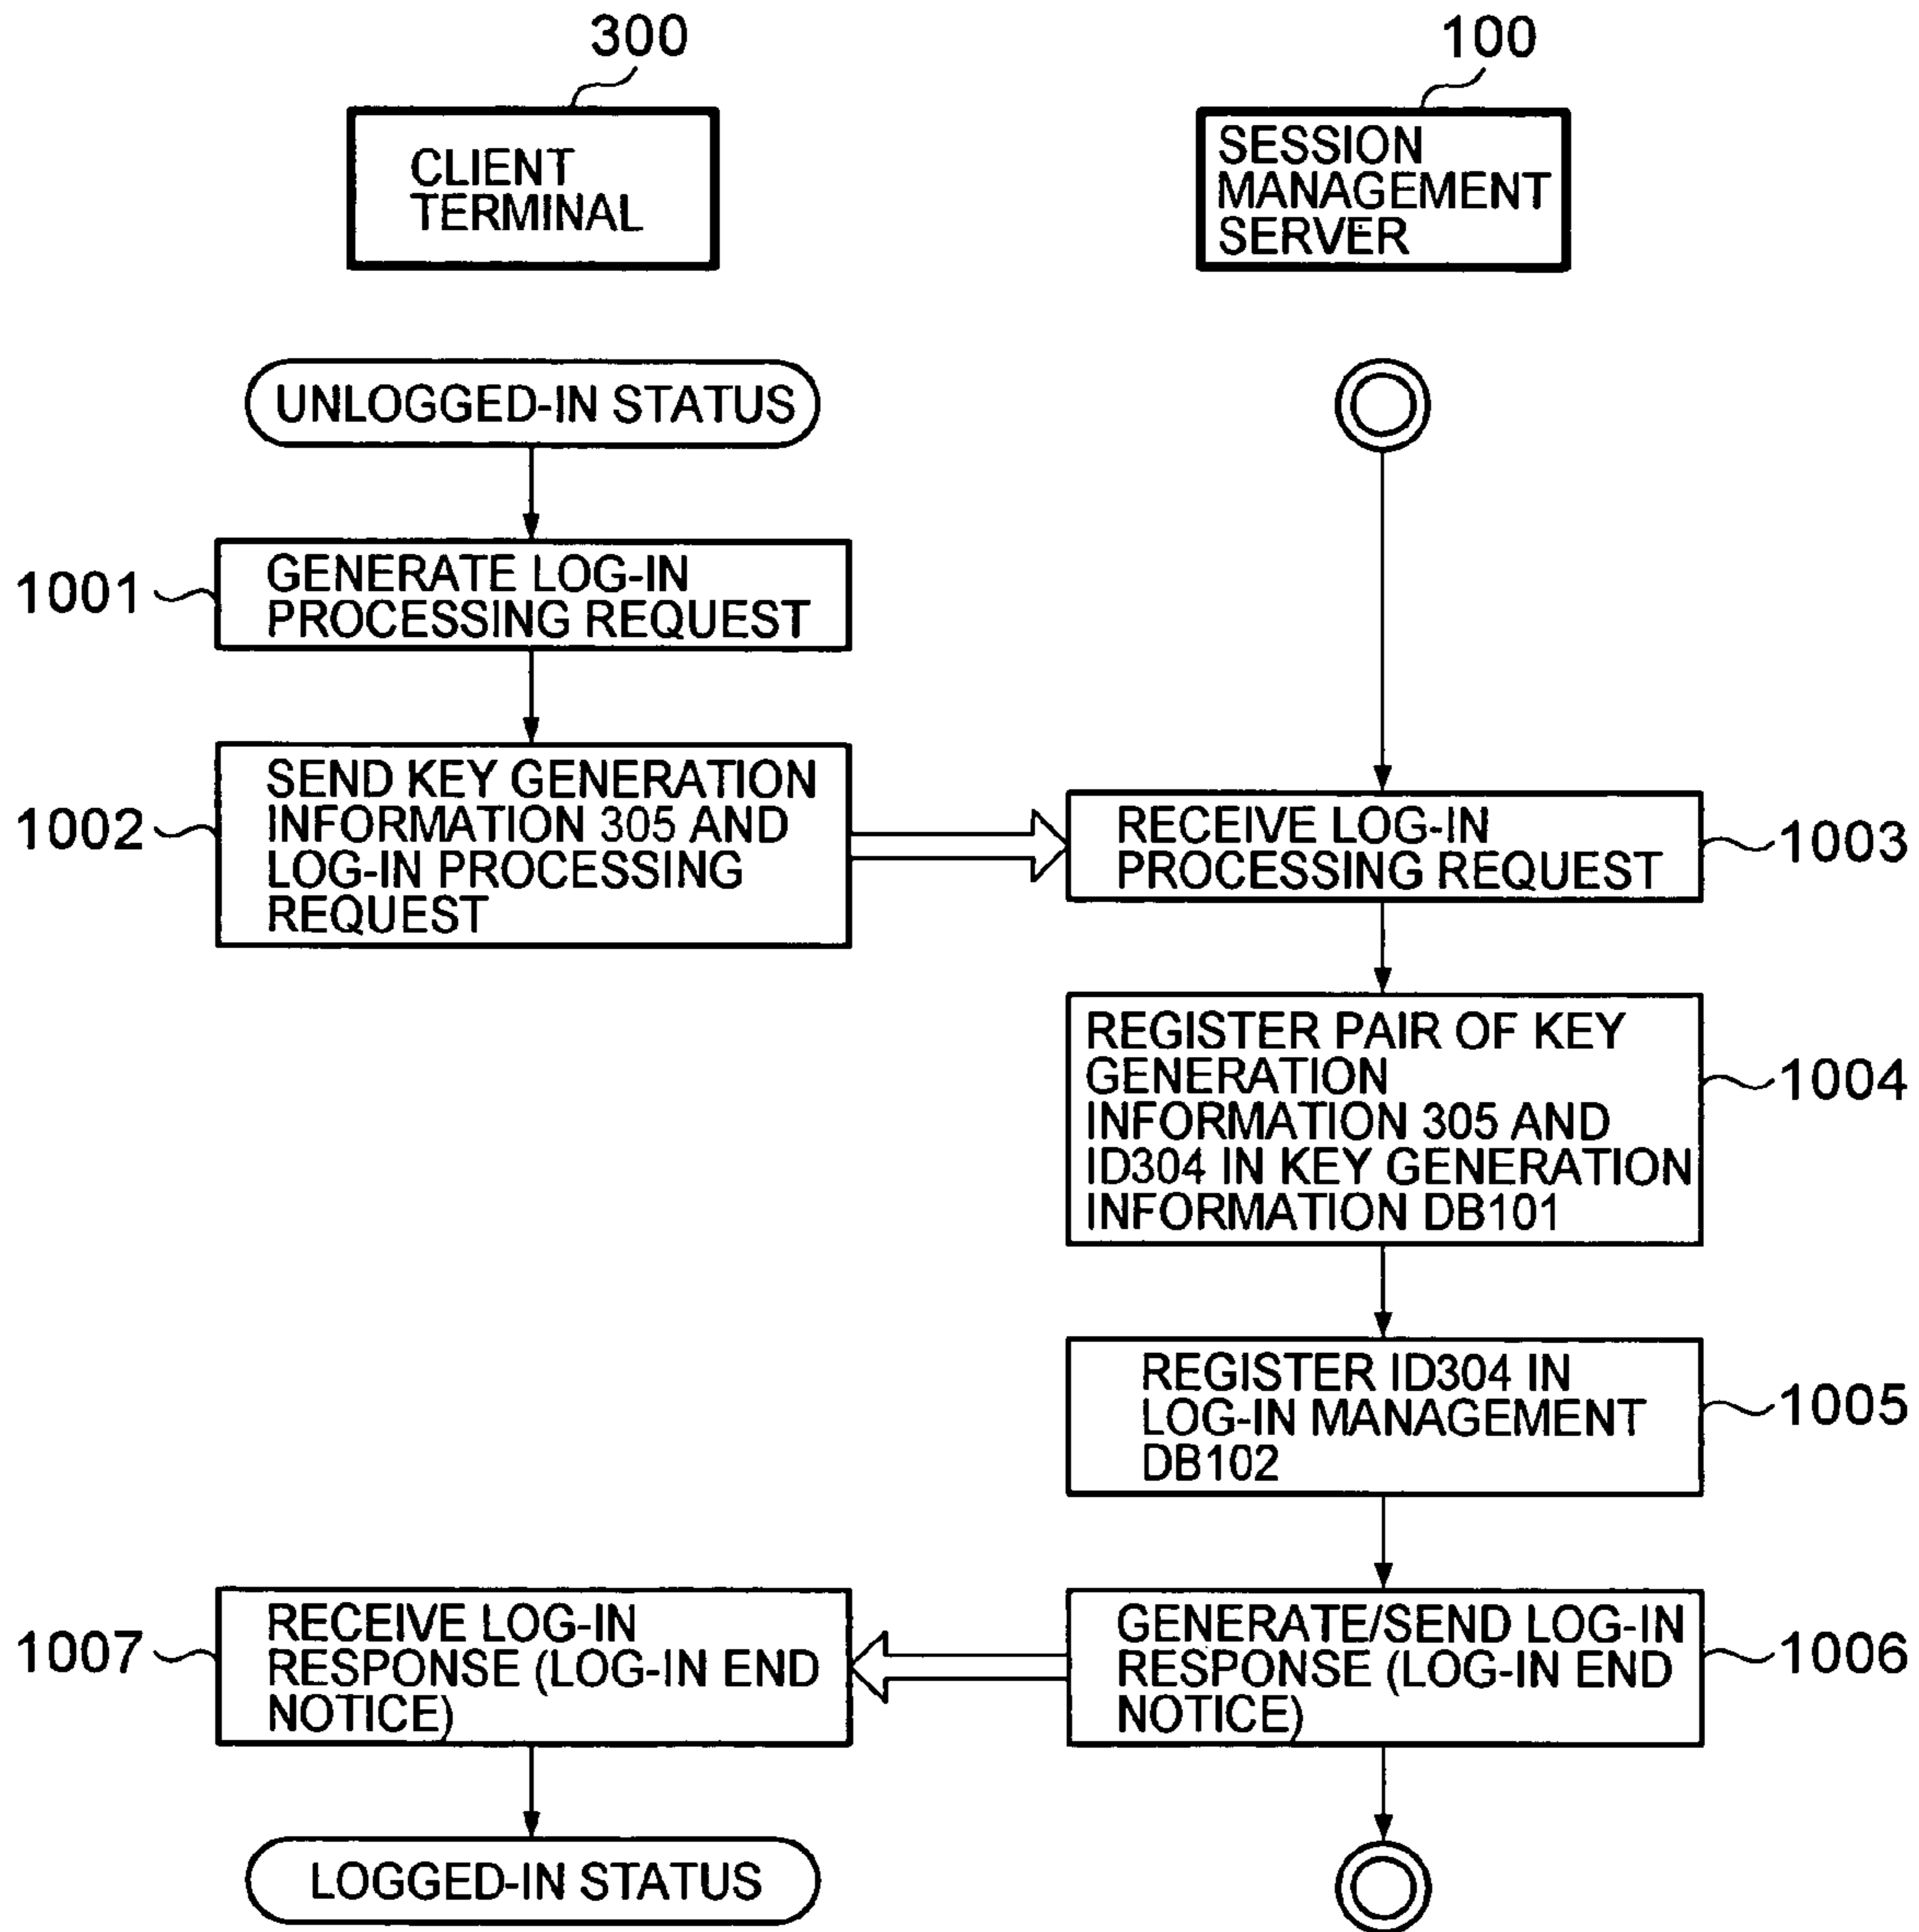 300
100
CLIENT
TERMINAL
SESSION
MANAGEMENT
SERVER
UNLOGGED-IN STATUS
1001
GENERATE LOG-IN
PROCESSING REQUEST
1002
SEND KEY GENERATION
INFORMATION 305 AND
LOG-IN PROCESSING
REQUEST
RECEIVE LOG-IN
PROCESSING REQUEST
1003
REGISTER PAIR OF KEY
GENERATION
INFORMATION 305 AND
ID304 IN KEY GENERATION
INFORMATION DB101
1004
REGISTER ID304 IN
LOG-IN MANAGEMENT
DB102
1005
1007
RECEIVE LOG-IN
RESPONSE (LOG-IN END
NOTICE)
GENERATE/SEND LOG-IN
RESPONSE (LOG-IN END
NOTICE)
1006
LOGGED-IN STATUS